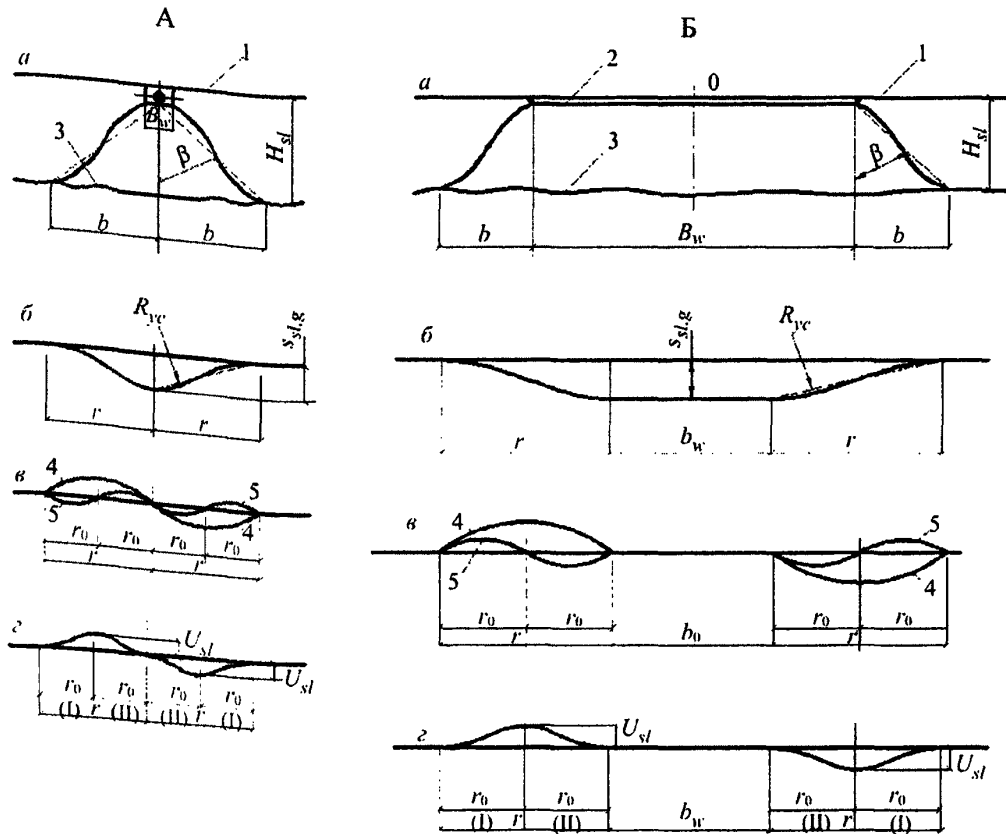 А
а
1
B_w
3
β
H_sl
b b
б
R_vc
s_sl.g
r r
в
4 5
5 4
r_0 r_0 r_0 r_0
r r
г
U_sl
U_sl
r_0 r_0 r_0 r_0
(I) r (II) (II) r (I)
Б
а
2 0 1
3
β
H_sl
b B_w b
б
s_sl.g
R_vc
r b_w r
в
4 5
5 4
r_0 r_0 r_0 r_0
r b_0 r
г
U_sl
U_sl
r_0 r_0 r_0 r_0
(I) r (II) b_w (II) r (I)